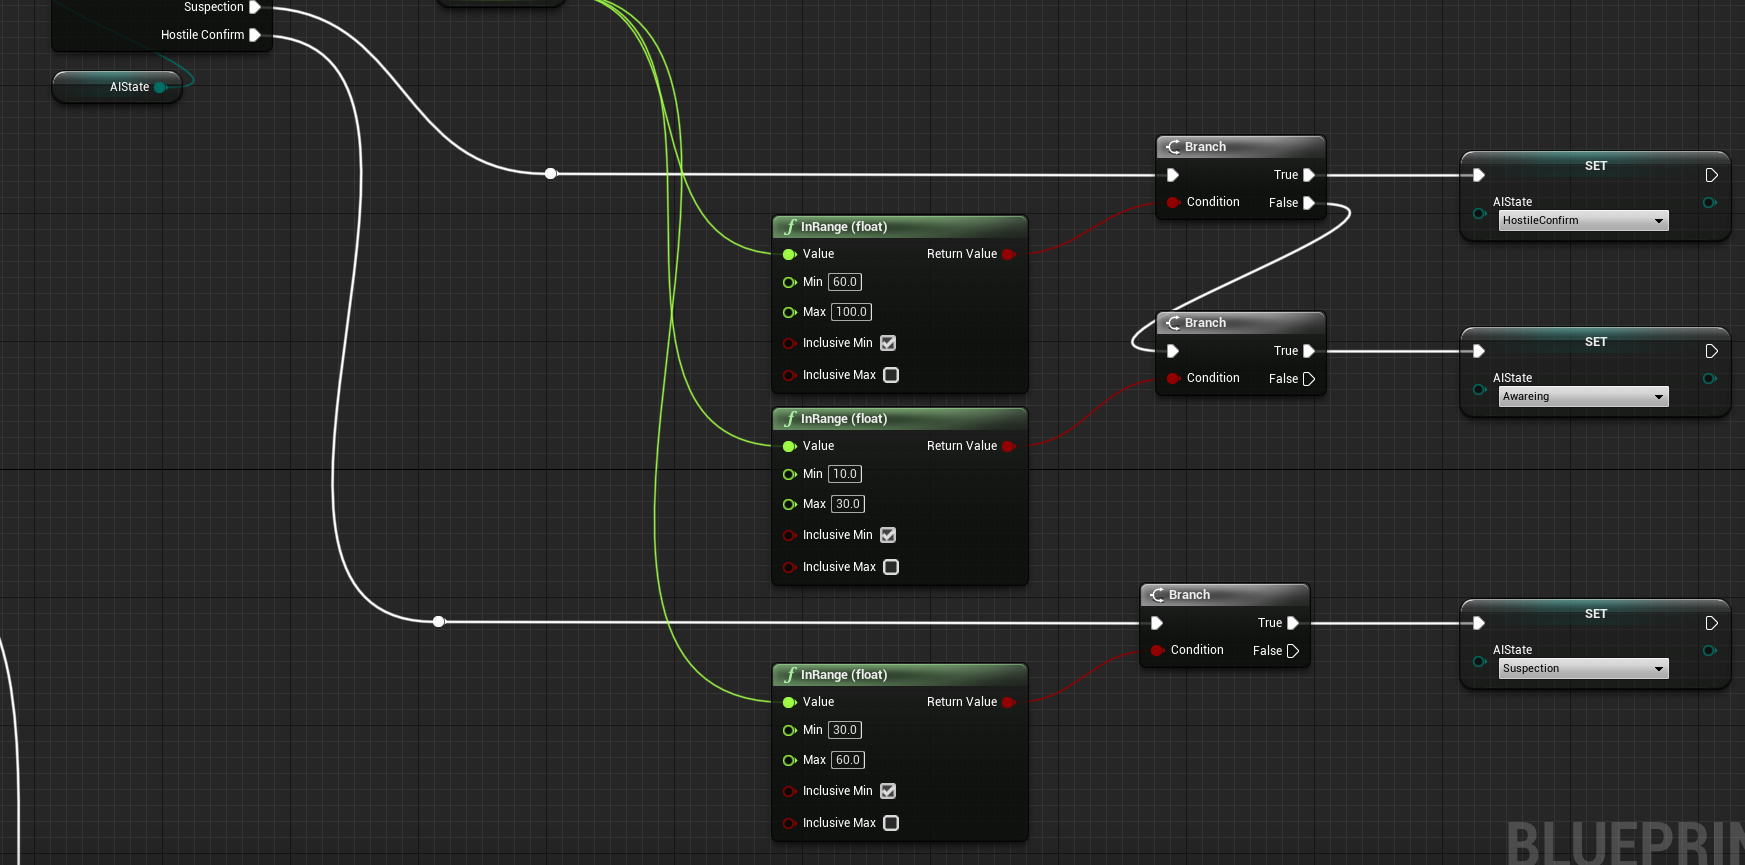 Suspection
Hostile Confirm
AIState
Branch
True
Condition
False
SET
AIState
HostileConfirm
InRange (float)
Value
Return Value
Min 60.0
Max 100.0
Inclusive Min
Inclusive Max
Branch
True
Condition
False
SET
AIState
Awareing
InRange (float)
Value
Return Value
Min 10.0
Max 30.0
Inclusive Min
Inclusive Max
Branch
True
Condition
False
SET
AIState
Suspection
InRange (float)
Value
Return Value
Min 30.0
Max 60.0
Inclusive Min
Inclusive Max
BLUEPRIN